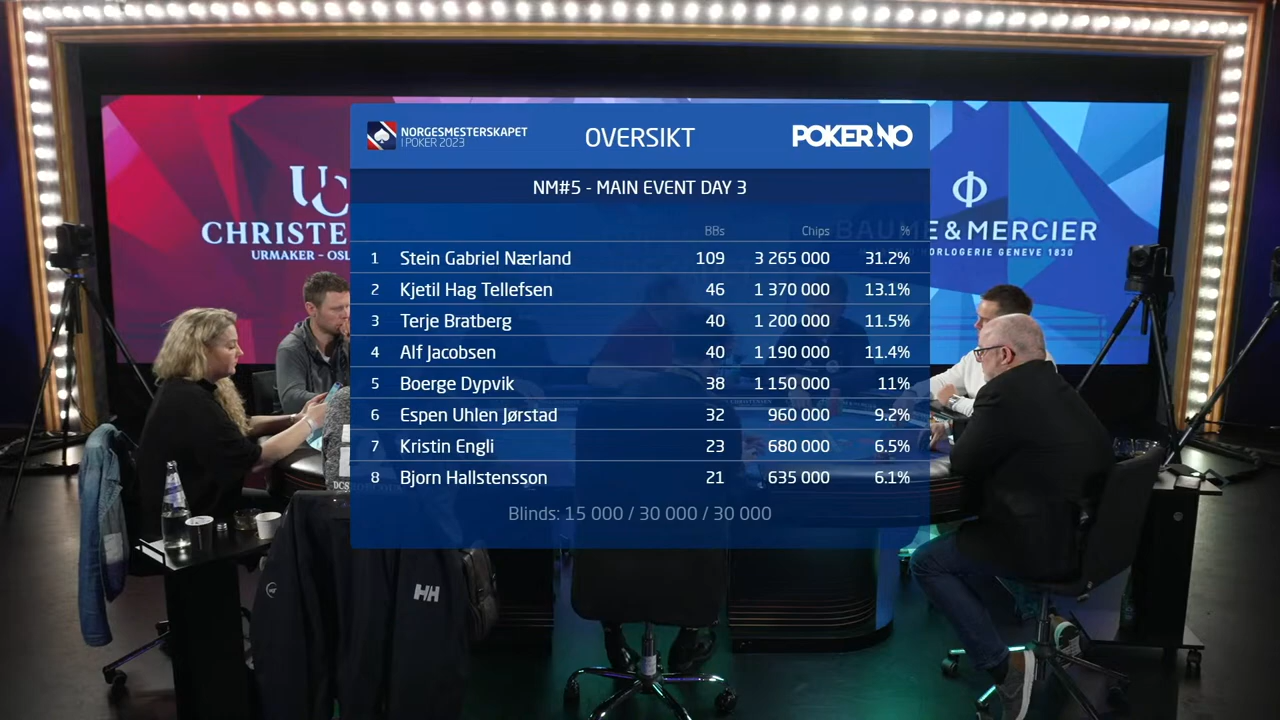 NORGESMESTERSKAPET
I POKER 2023
OVERSIKT
POKERNO
NM#5 - MAIN EVENT DAY 3
BBs Chips %
1 Stein Gabriel Nærland 109 3 265 000 31.2%
2 Kjetil Hag Tellefsen 46 1 370 000 13.1%
3 Terje Bratberg 40 1 200 000 11.5%
4 Alf Jacobsen 40 1 190 000 11.4%
5 Boerge Dypvik 38 1 150 000 11%
6 Espen Uhlen Jørstad 32 960 000 9.2%
7 Kristin Engli 23 680 000 6.5%
8 Bjorn Hallstensson 21 635 000 6.1%
Blinds: 15 000 / 30 000 / 30 000
UC
CHRISTE
URMAKER - OSL
BAUME & MERCIER
HORLOGERIE GENEVE 1830
HH